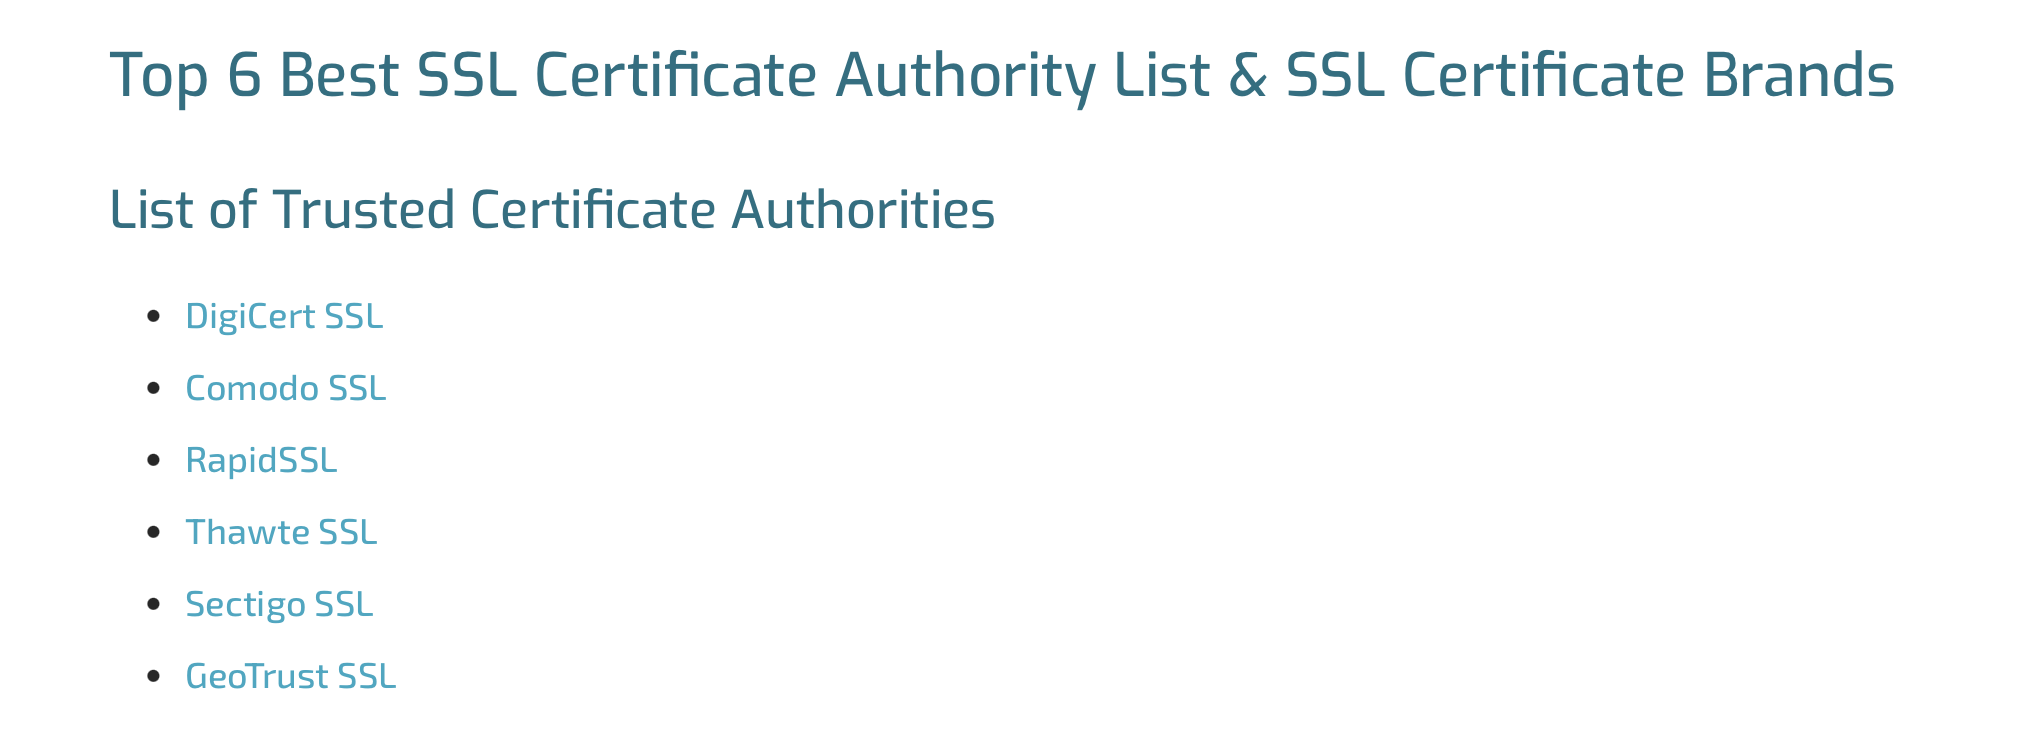 Top 6 Best SSL Certificate Authority List & SSL Certificate Brands
List of Trusted Certificate Authorities
DigiCert SSL
Comodo SSL
RapidSSL
Thawte SSL
Sectigo SSL
GeoTrust SSL